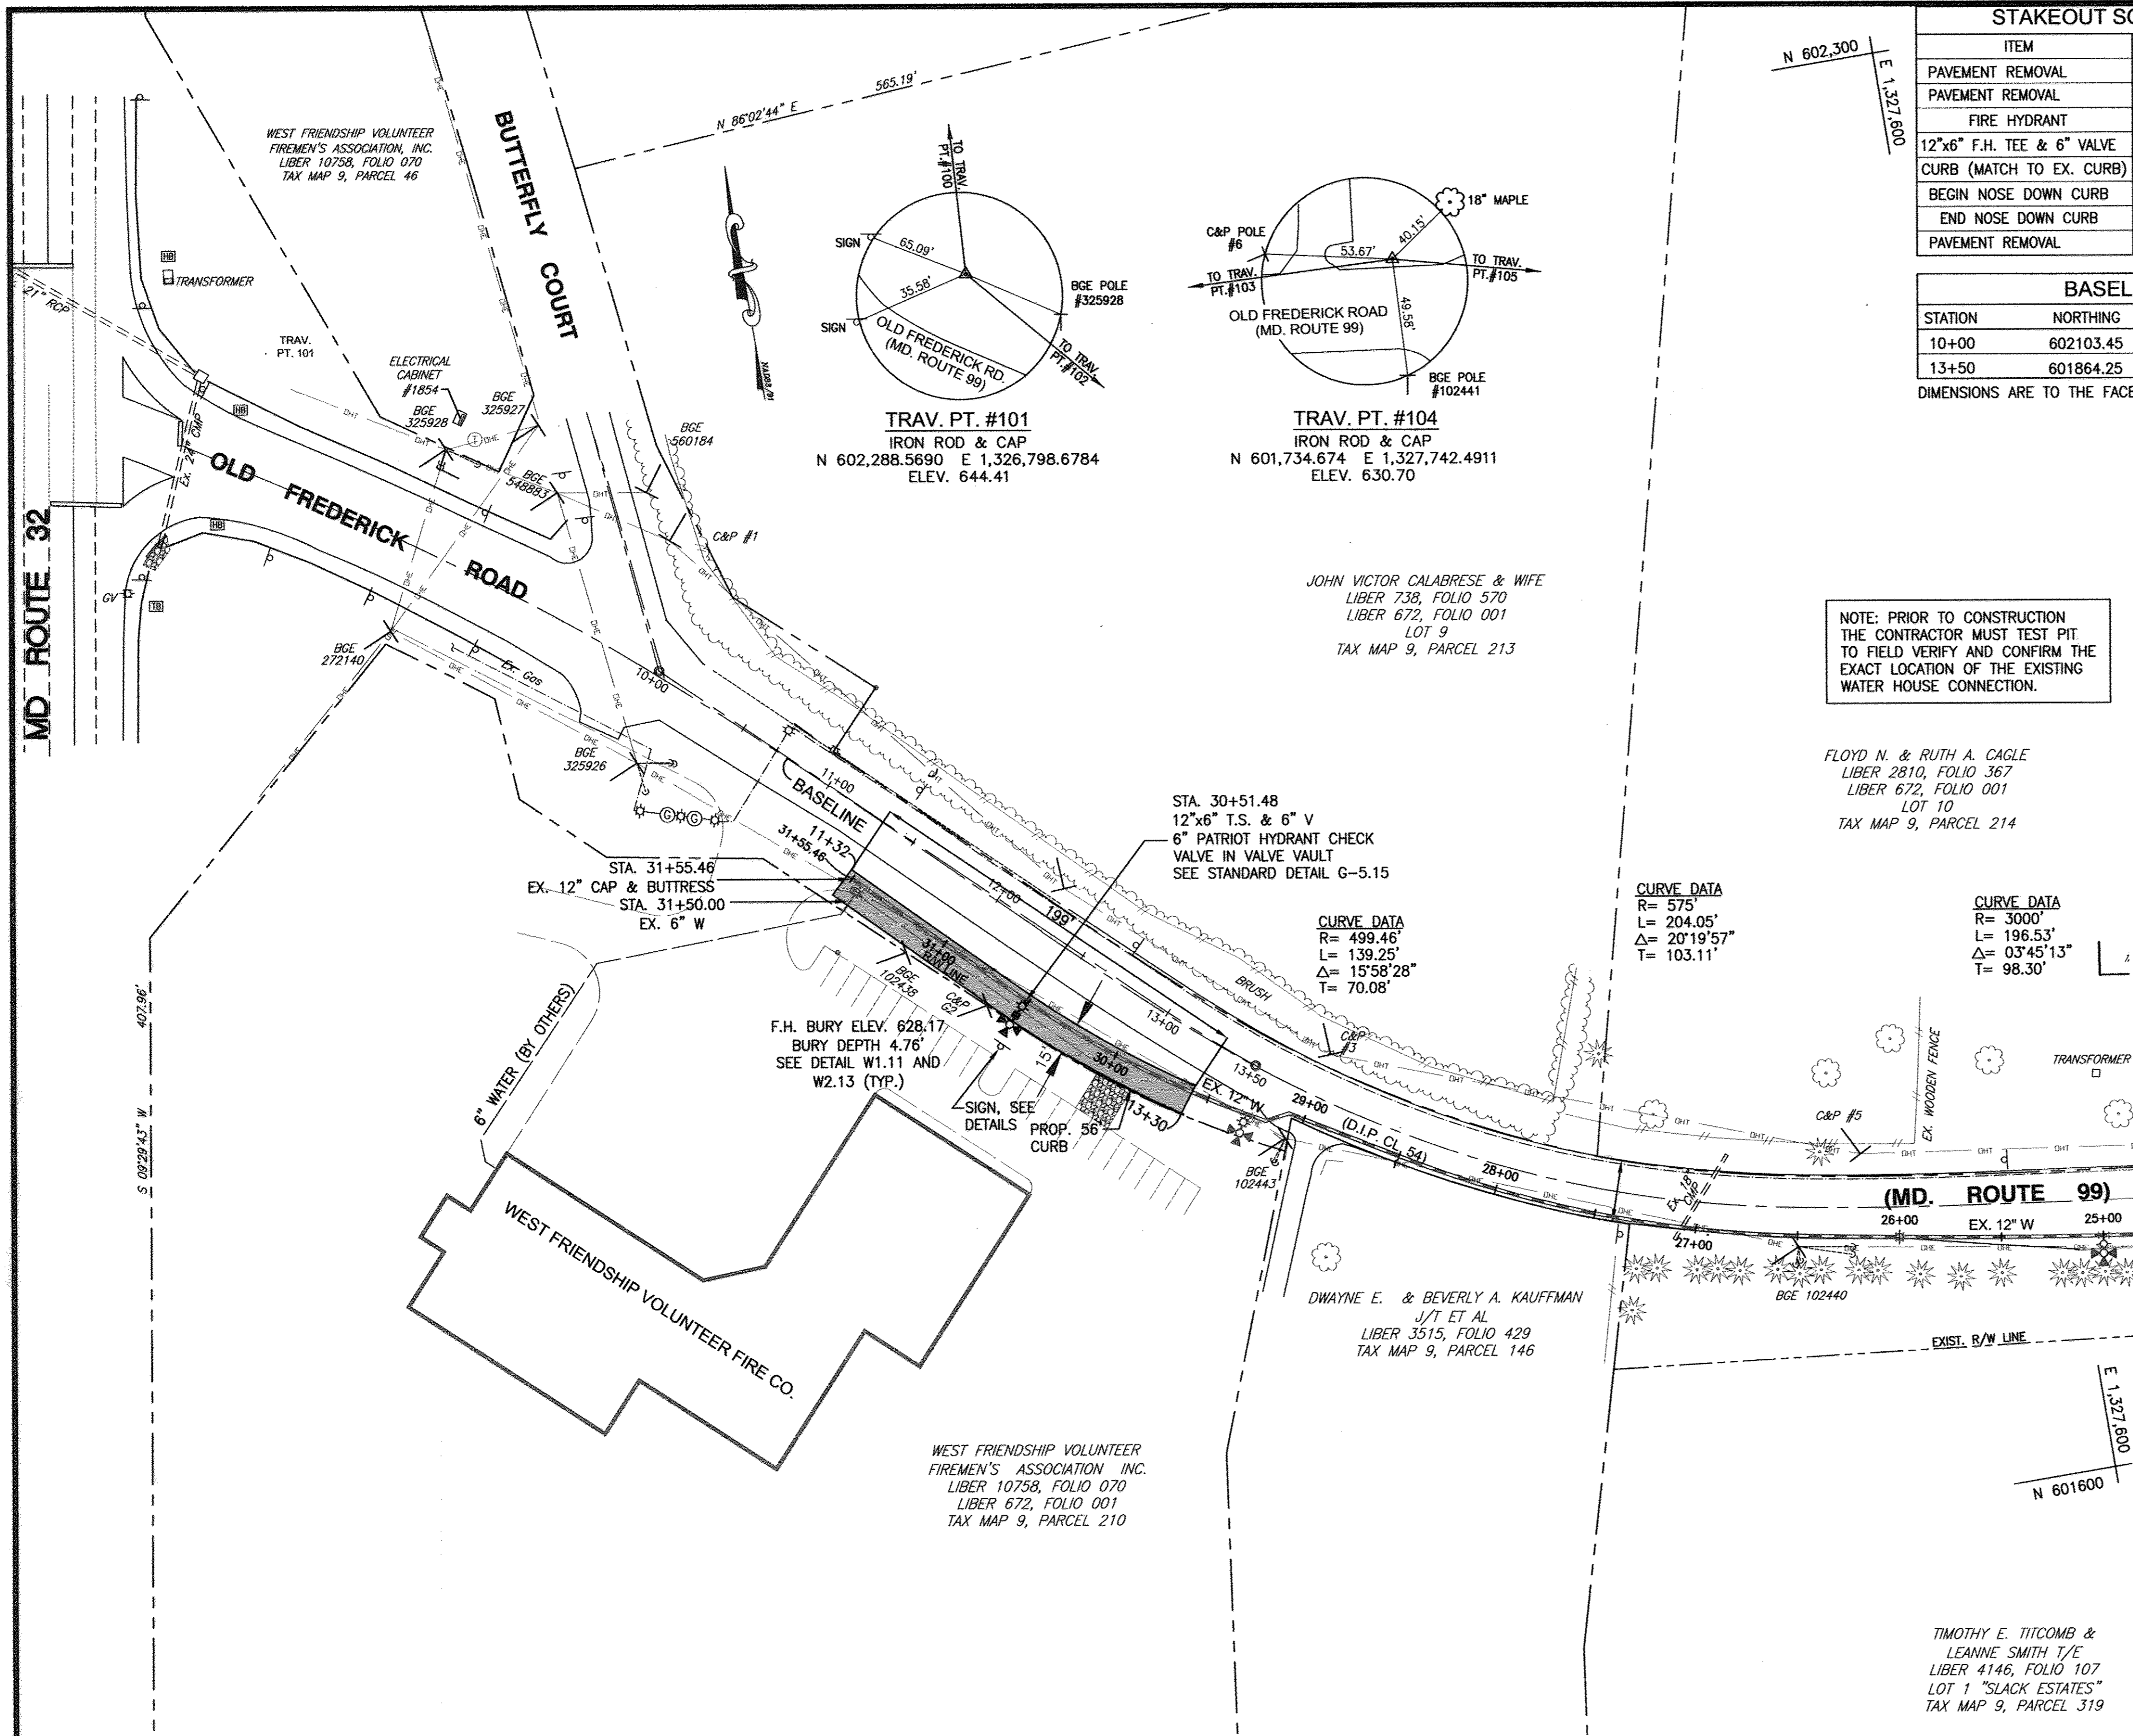 STAKEOUT SC
ITEM
PAVEMENT REMOVAL
PAVEMENT REMOVAL
FIRE HYDRANT
12"x6" F.H. TEE & 6" VALVE
CURB (MATCH TO EX. CURB)
BEGIN NOSE DOWN CURB
END NOSE DOWN CURB
PAVEMENT REMOVAL
BASEL
STATION NORTHING
10+00 602103.45
13+50 601864.25
DIMENSIONS ARE TO THE FACE
N 602,300
E 1,327,600
565.19'
N 86°02'44" E
WEST FRIENDSHIP VOLUNTEER
FIREMEN'S ASSOCIATION, INC.
LIBER 10758, FOLIO 070
TAX MAP 9, PARCEL 46
BUTTERFLY COURT
HB
TRANSFORMER
21" RCP
TRAV.
PT. 101
ELECTRICAL
CABINET
#1854
BGE
325928
BGE
325927
HB
EX. 24" CMP
BGE
548883
BGE
560184
C&P #1
OLD FREDERICK ROAD
MD ROUTE 32
HB
GV
TB
BGE
272140
Ex. Gas
BGE
325926
NAD83/91
TO TRAV.
PT.#100
SIGN
65.09'
35.58'
SIGN
BGE POLE
#325928
OLD FREDERICK RD.
(MD. ROUTE 99)
TO TRAV.
PT.#102
TRAV. PT. #101
IRON ROD & CAP
N 602,288.5690 E 1,326,798.6784
ELEV. 644.41
C&P POLE
#6
18" MAPLE
40.15'
53.67'
TO TRAV.
PT.#103
TO TRAV.
PT.#105
OLD FREDERICK ROAD
(MD. ROUTE 99)
49.58'
BGE POLE
#102441
TRAV. PT. #104
IRON ROD & CAP
N 601,734.674 E 1,327,742.4911
ELEV. 630.70
JOHN VICTOR CALABRESE & WIFE
LIBER 738, FOLIO 570
LIBER 672, FOLIO 001
LOT 9
TAX MAP 9, PARCEL 213
NOTE: PRIOR TO CONSTRUCTION
THE CONTRACTOR MUST TEST PIT
TO FIELD VERIFY AND CONFIRM THE
EXACT LOCATION OF THE EXISTING
WATER HOUSE CONNECTION.
FLOYD N. & RUTH A. CAGLE
LIBER 2810, FOLIO 367
LIBER 672, FOLIO 001
LOT 10
TAX MAP 9, PARCEL 214
10+00
11+00
BASELINE
11+32
31+55.46
STA. 31+55.46
EX. 12" CAP & BUTTRESS
STA. 31+50.00
EX. 6" W
STA. 30+51.48
12"x6" T.S. & 6" V
6" PATRIOT HYDRANT CHECK
VALVE IN VALVE VAULT
SEE STANDARD DETAIL G-5.15
12+00
199'
31+00
R/W LINE
BGE
102438
C&P
G2
F.H. BURY ELEV. 628.17
BURY DEPTH 4.76'
SEE DETAIL W1.11 AND
W2.13 (TYP.)
SIGN, SEE
DETAILS
15'
30+00
PROP. 56'
CURB
13+00
13+30
13+50
BRUSH
C&P
#3
CURVE DATA
R= 499.46'
L= 139.25'
Δ= 15°58'28"
T= 70.08'
CURVE DATA
R= 575'
L= 204.05'
Δ= 20°19'57"
T= 103.11'
CURVE DATA
R= 3000'
L= 196.53'
Δ= 03°45'13"
T= 98.30'
EX. 12" W
29+00
(D.I.P. CL. 54)
BGE
102443
28+00
EX. 18"
CMP
27+00
C&P #5
EX. WOODEN FENCE
TRANSFORMER
(MD. ROUTE 99)
26+00
EX. 12" W
25+00
BGE 102440
EXIST. R/W LINE
6" WATER (BY OTHERS)
407.96'
S 09°29'43" W
WEST FRIENDSHIP VOLUNTEER FIRE CO.
DWAYNE E. & BEVERLY A. KAUFFMAN
J/T ET AL
LIBER 3515, FOLIO 429
TAX MAP 9, PARCEL 146
E 1,327,600
N 601600
WEST FRIENDSHIP VOLUNTEER
FIREMEN'S ASSOCIATION INC.
LIBER 10758, FOLIO 070
LIBER 672, FOLIO 001
TAX MAP 9, PARCEL 210
TIMOTHY E. TITCOMB &
LEANNE SMITH T/E
LIBER 4146, FOLIO 107
LOT 1 "SLACK ESTATES"
TAX MAP 9, PARCEL 319